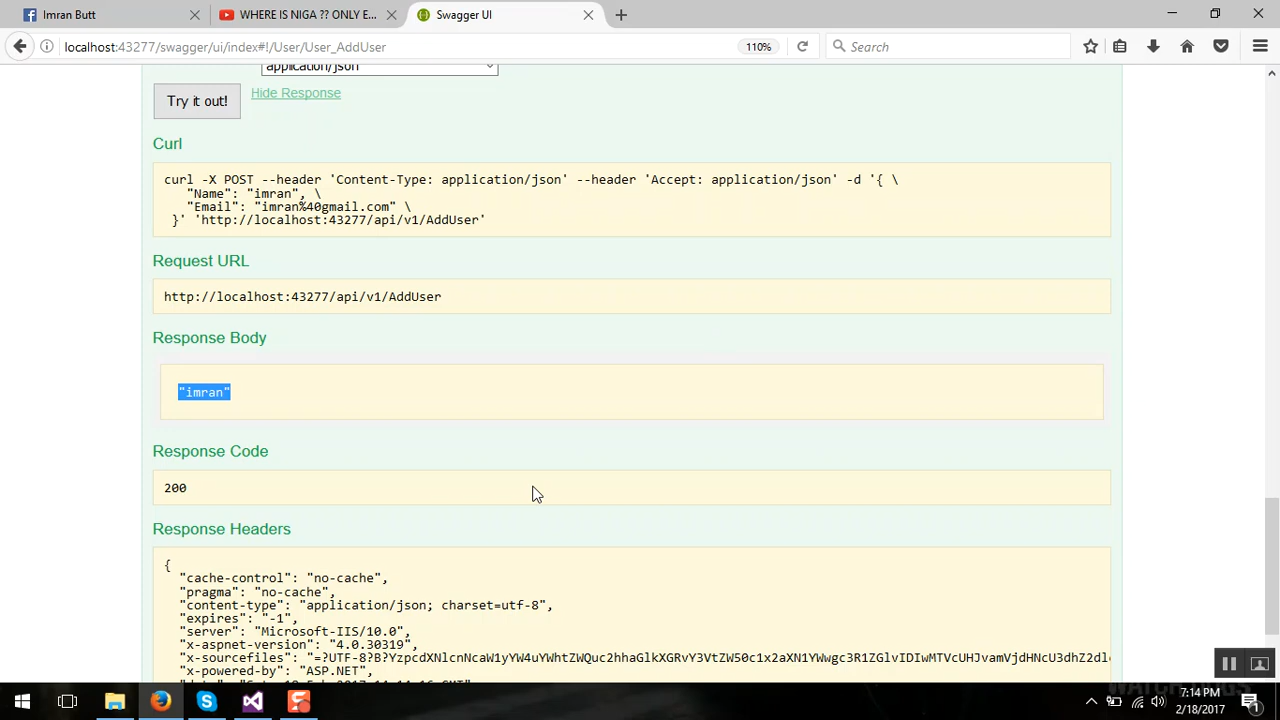 Imran Butt
WHERE IS NIGA ?? ONLY E...
Swagger UI
localhost:43277/swagger/ui/index#!/User/User_AddUser
110%
Search
application/json
Try it out!
Hide Response
Curl
curl -X POST --header 'Content-Type: application/json' --header 'Accept: application/json' -d '{ \
"Name": "imran", \
"Email": "imran%40gmail.com" \
}' 'http://localhost:43277/api/v1/AddUser'
Request URL
http://localhost:43277/api/v1/AddUser
Response Body
"imran"
Response Code
200
Response Headers
{
"cache-control": "no-cache",
"pragma": "no-cache",
"content-type": "application/json; charset=utf-8",
"expires": "-1",
"server": "Microsoft-IIS/10.0",
"x-aspnet-version": "4.0.30319",
"x-powered-by": "ASP.NET",
7:14 PM
2/18/2017